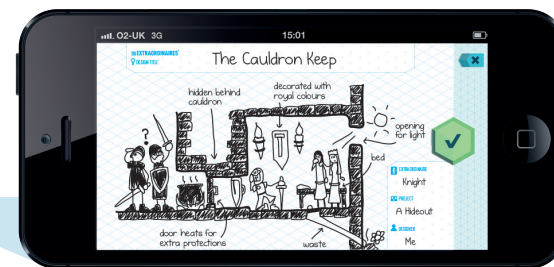 O2-UK 3G
15:01
THE EXTRAORDINAIRES®
DESIGN TITLE
The Cauldron Keep
hidden behind
cauldron
decorated with
royal colours
?
T
opening
for light
bed
EXTRAORDINAIRE
Knight
PROJECT
A Hideout
DESIGNER
Me
door heats for
extra protections
waste